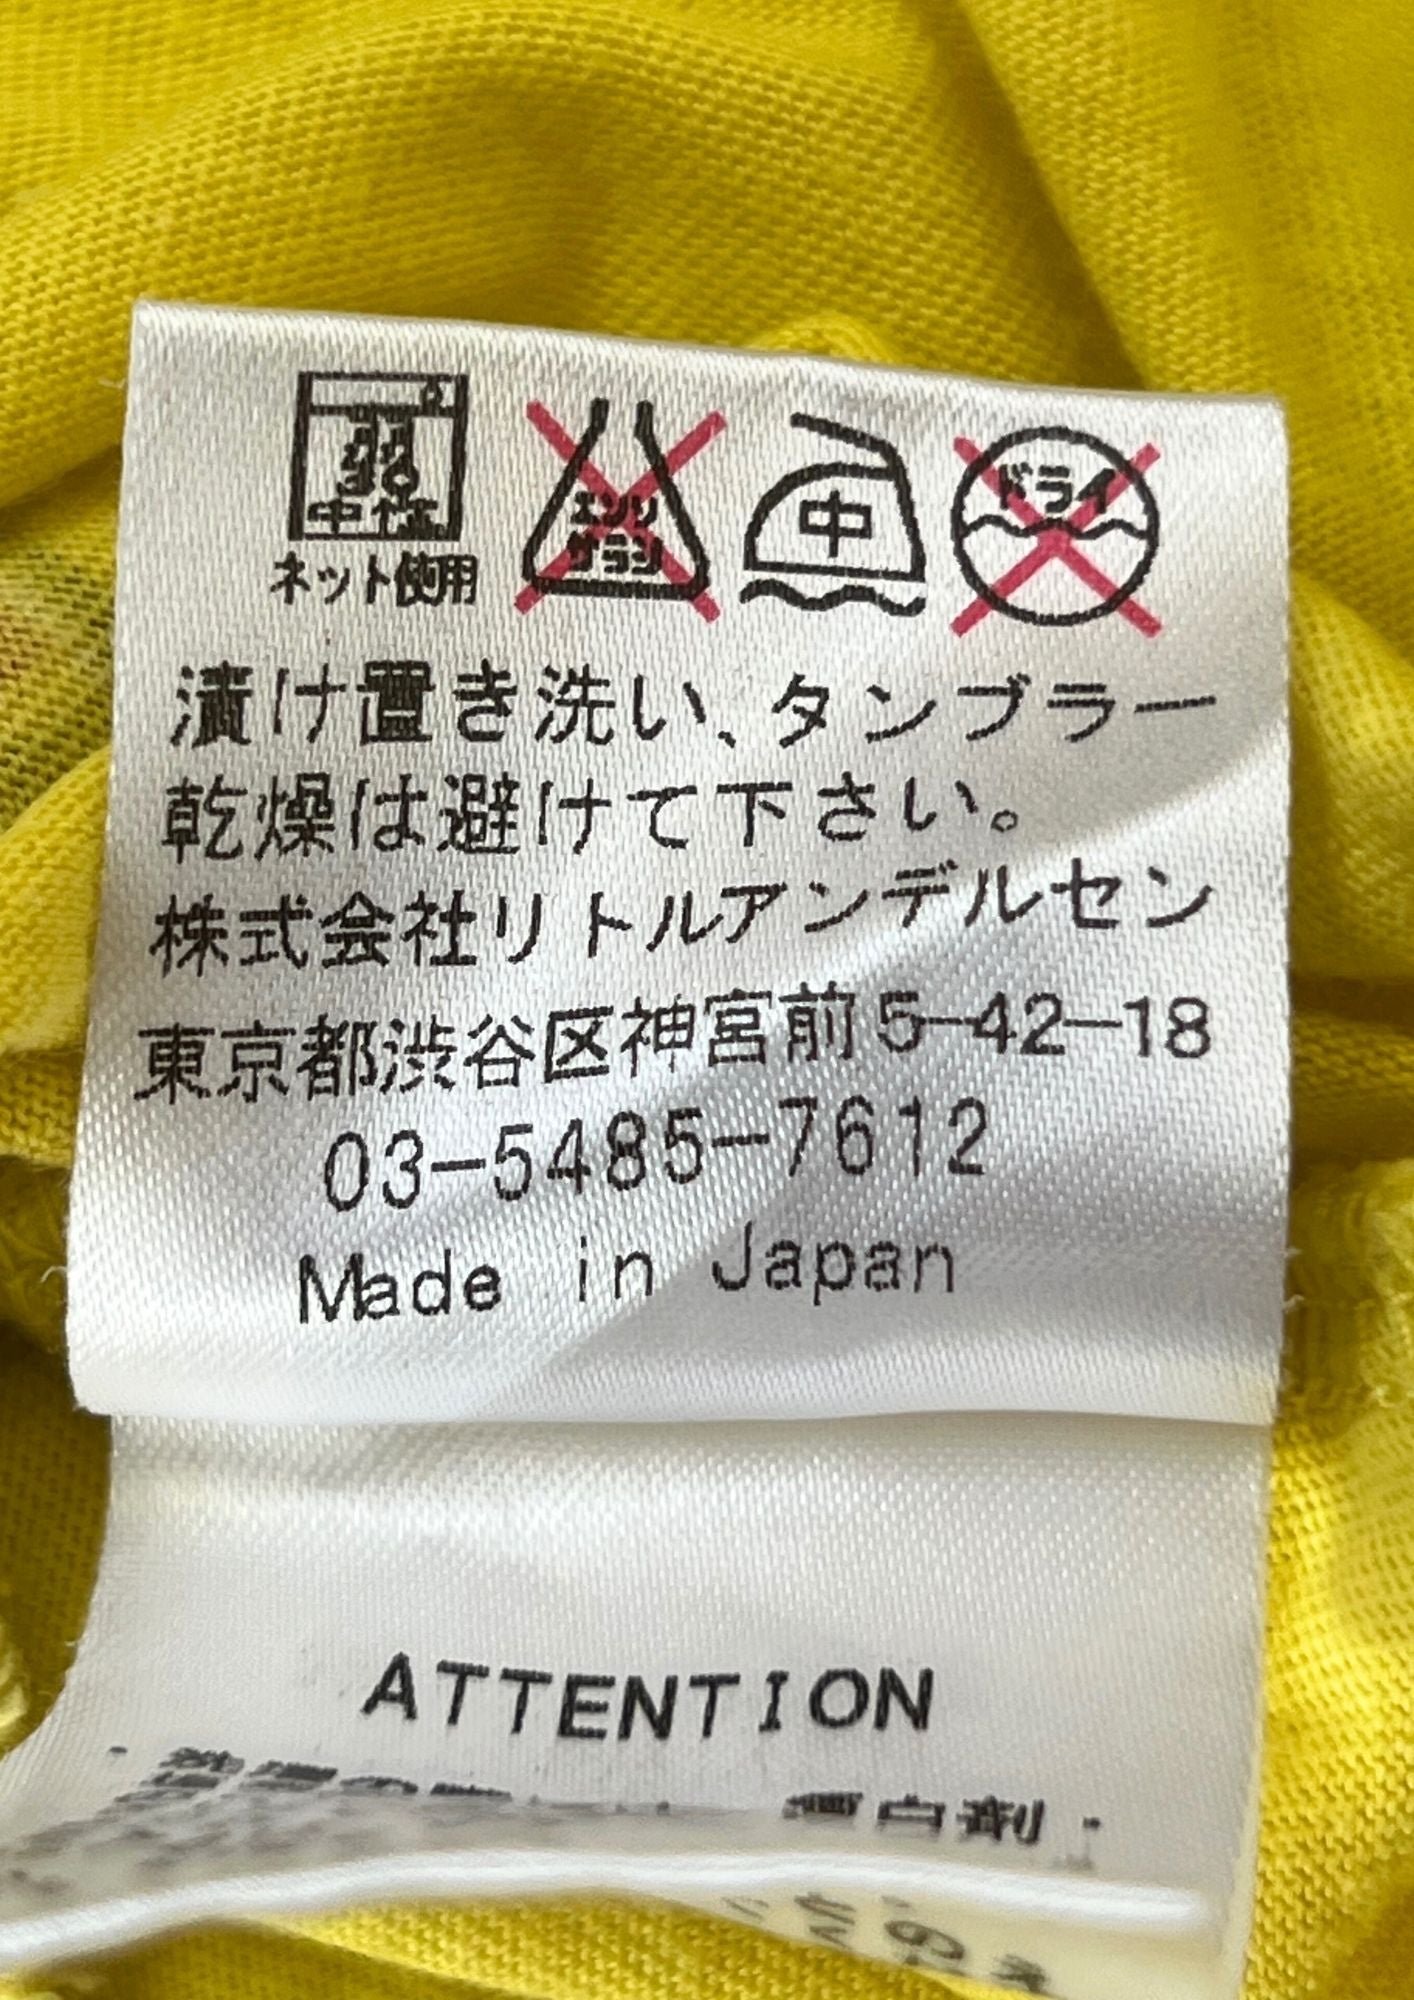 弱
中性
ネット使用
エンソ
サラシ
中
ドライ
漬け置き洗い、タンブラー
乾燥は避けて下さい。
株式会社リトルアンデルセン
東京都渋谷区神宮前5-42-18
03-5485-7612
Made in Japan
ATTENTION
蛍白剤